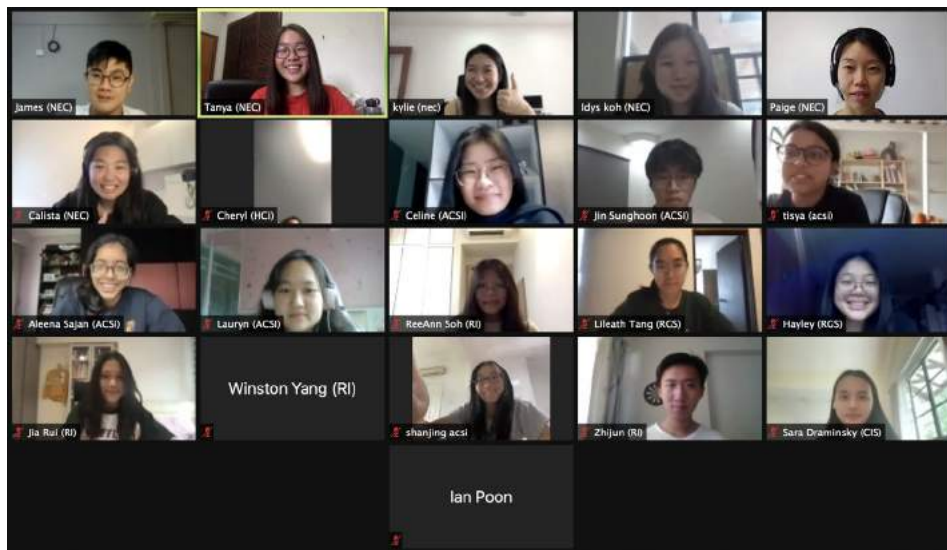 James (NEC)
Tanya (NEC)
kylie (nec)
Idys koh (NEC)
Paige (NEC)
Calista (NEC)
Cheryl (HCI)
Celine (ACSI)
Jin Sunghoon (ACSI)
tisya (acsi)
Aleena Sajan (ACSI)
Lauryn (ACSI)
ReeAnn Soh (RI)
Lileath Tang (RGS)
Hayley (RGS)
Jia Rui (RI)
Winston Yang (RI)
shanjing acsi
Zhijun (RI)
Sara Draminsky (CIS)
Ian Poon